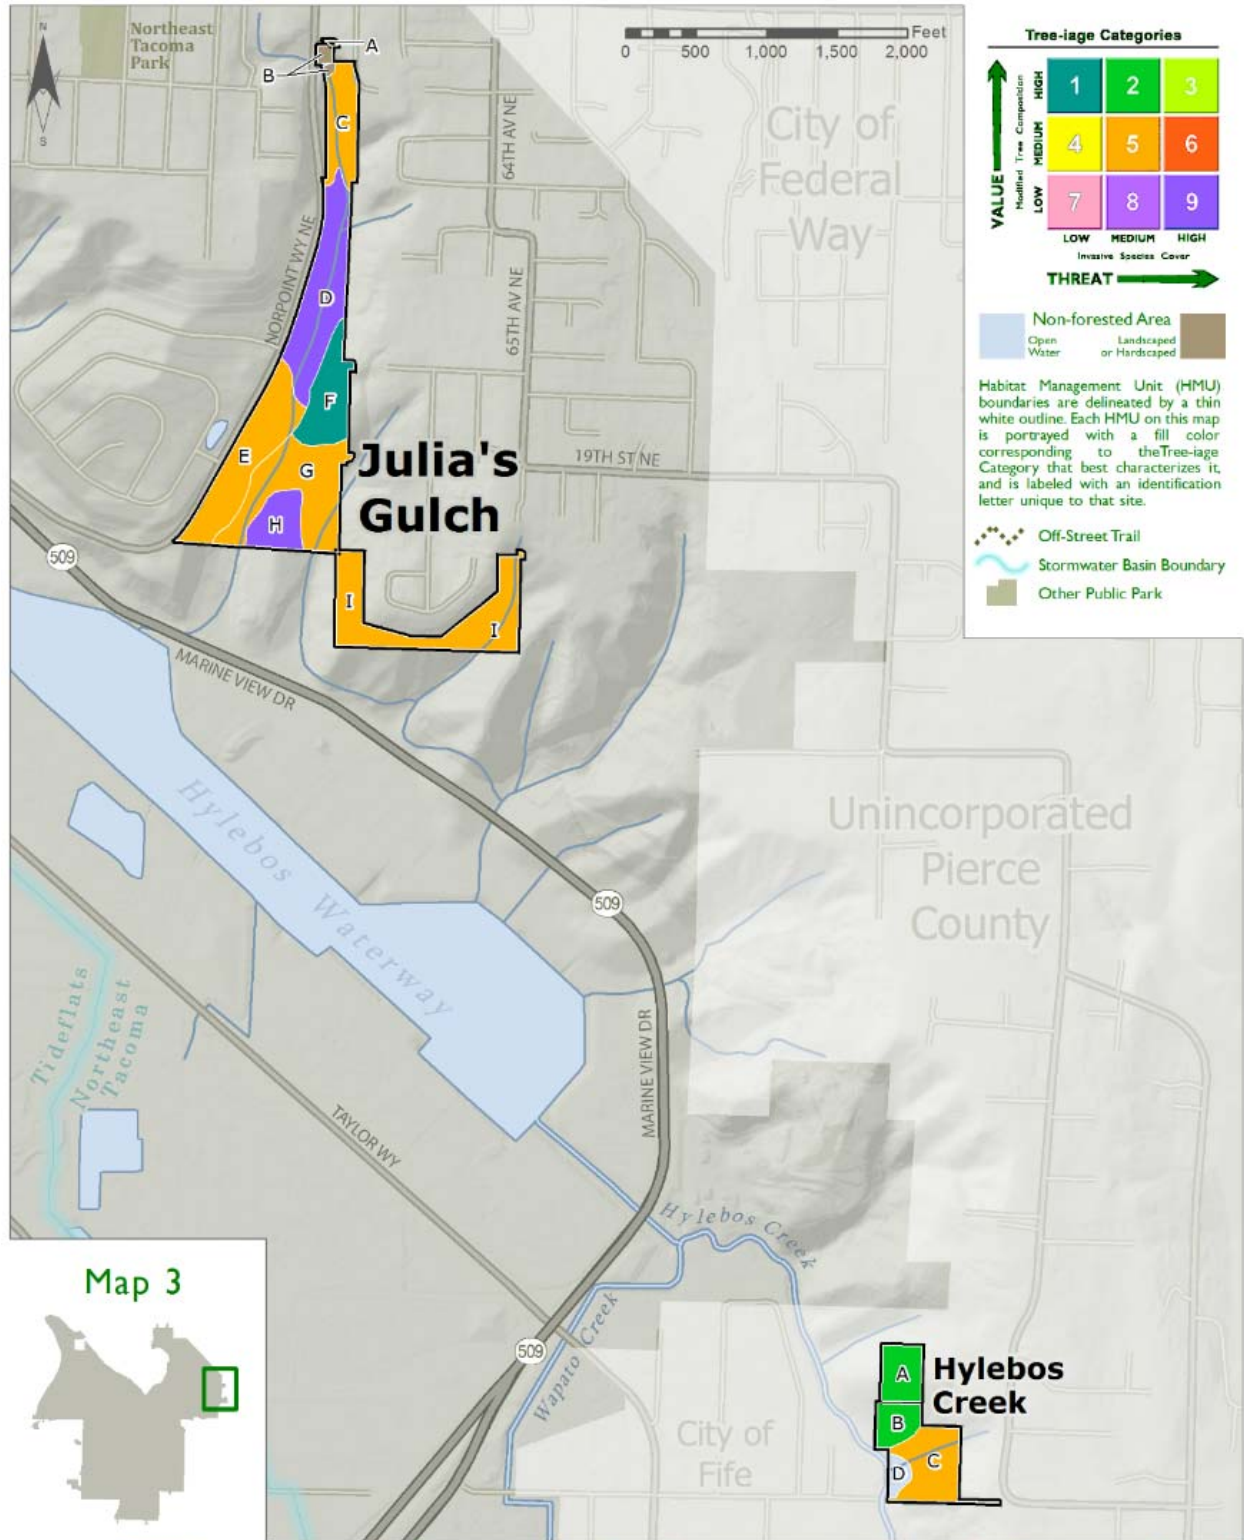 Northeast
Tacoma
Park
N
S
A
B
C
D
F
E
G
H
I
I
Julia's
Gulch
NORPOINT WY NE
64TH AV NE
65TH AV NE
19TH ST NE
0 500 1,000 1,500 2,000
Feet
City of
Federal
Way
Tree-iage Categories
VALUE
Modified Tree Composition
HIGH
MEDIUM
LOW
1 2 3
4 5 6
7 8 9
LOW MEDIUM HIGH
Invasive Species Cover
THREAT
Non-forested Area
Open
Water
Landscaped
or Hardscaped
Habitat Management Unit (HMU)
boundaries are delineated by a thin
white outline. Each HMU on this map
is portrayed with a fill color
corresponding to theTree-iage
Category that best characterizes it,
and is labeled with an identification
letter unique to that site.
Off-Street Trail
Stormwater Basin Boundary
Other Public Park
509
MARINE VIEW DR
Hylebos Waterway
Unincorporated
Pierce
County
509
MARINE VIEW DR
Tideflats
Northeast
Tacoma
TAYLOR WY
Hylebos Creek
Wapato Creek
509
City of
Fife
A
B
C
D
Hylebos
Creek
Map 3